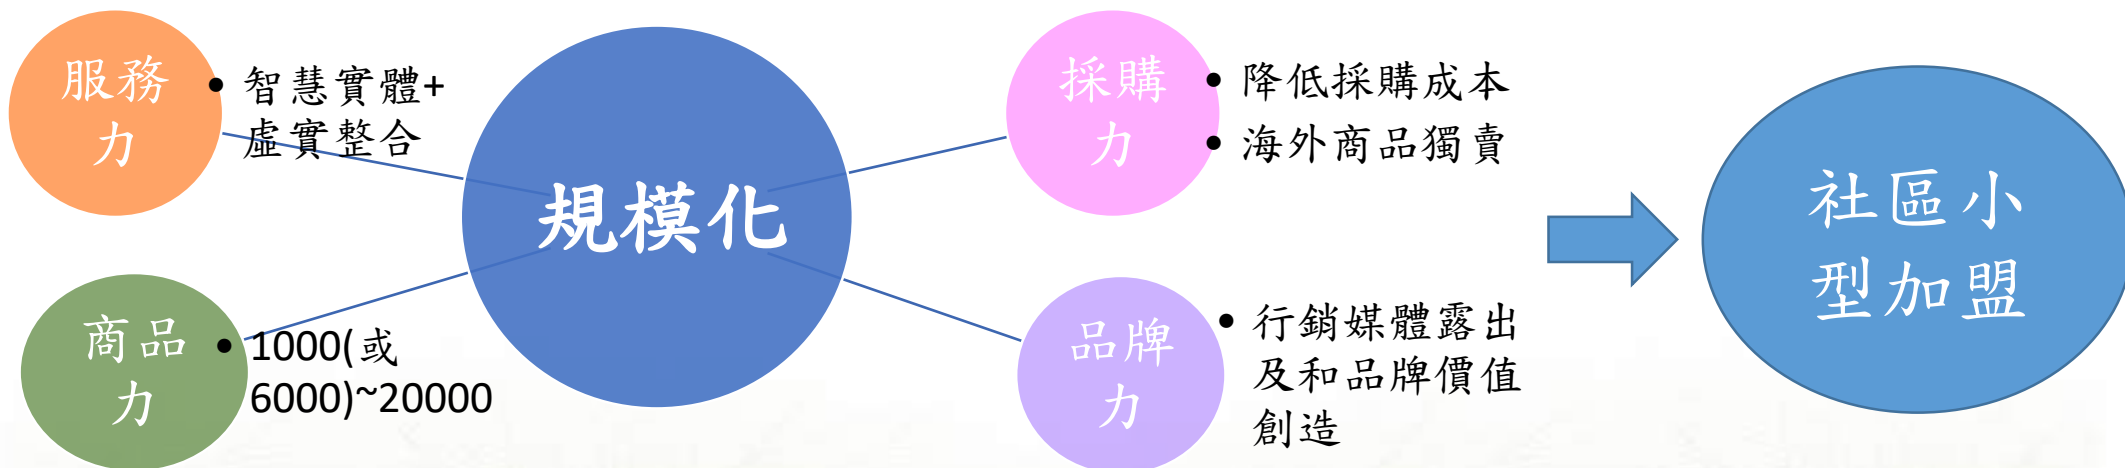 服務
力
• 智慧實體+
虛實整合
商品
力
• 1000(或
6000)~20000
規模化
採購
力
• 降低採購成本
• 海外商品獨賣
品牌
力
• 行銷媒體露出
及和品牌價值
創造
社區小
型加盟